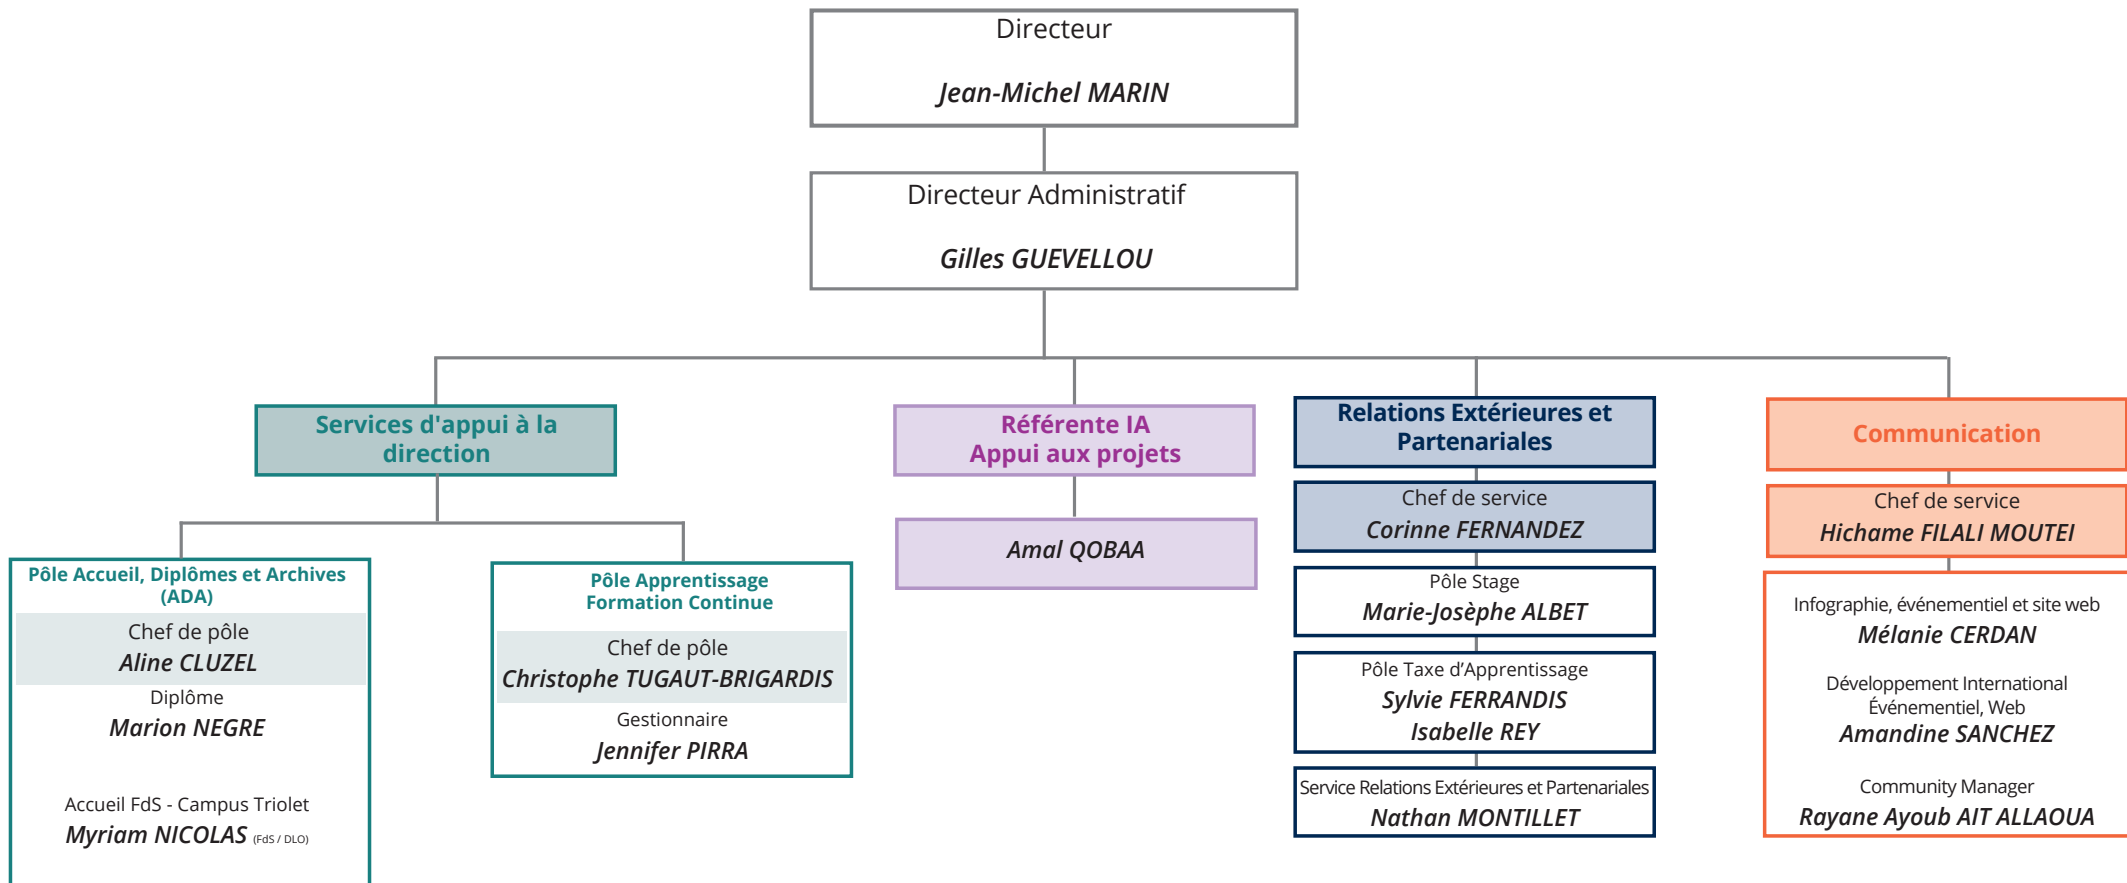 Directeur
Jean-Michel MARIN
Directeur Administratif
Gilles GUEVELLOU
Services d'appui à la
direction
Pôle Accueil, Diplômes et Archives
(ADA)
Chef de pôle
Aline CLUZEL
Diplôme
Marion NEGRE
Accueil FdS - Campus Triolet
Myriam NICOLAS (FdS / DLO)
Pôle Apprentissage
Formation Continue
Chef de pôle
Christophe TUGAUT-BRIGARDIS
Gestionnaire
Jennifer PIRRA
Référente IA
Appui aux projets
Amal QOBAA
Relations Extérieures et
Partenariales
Chef de service
Corinne FERNANDEZ
Pôle Stage
Marie-Josèphe ALBET
Pôle Taxe d’Apprentissage
Sylvie FERRANDIS
Isabelle REY
Service Relations Extérieures et Partenariales
Nathan MONTILLET
Communication
Chef de service
Hichame FILALI MOUTEI
Infographie, événementiel et site web
Mélanie CERDAN
Développement International
Événementiel, Web
Amandine SANCHEZ
Community Manager
Rayane Ayoub AIT ALLAOUA